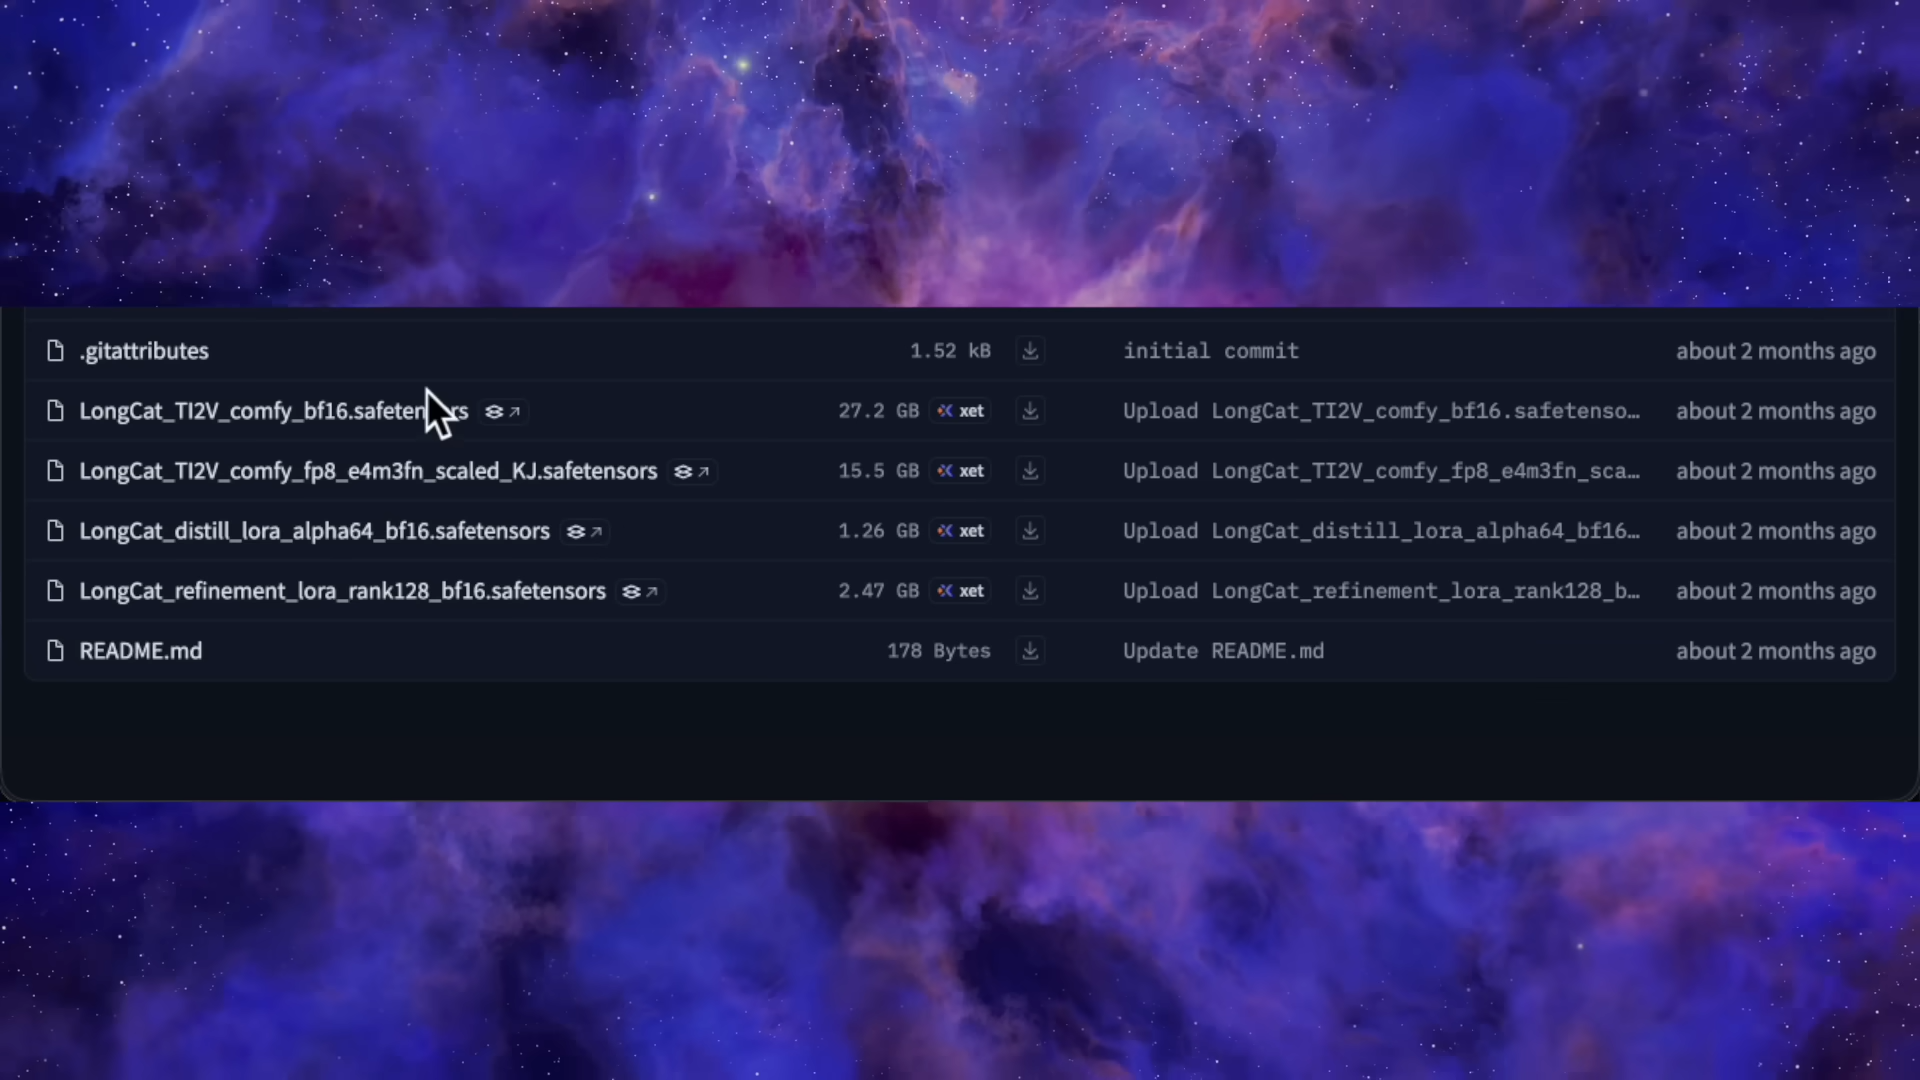 .gitattributes 1.52 kB initial commit about 2 months ago
LongCat_TI2V_comfy_bf16.safetensors 27.2 GB xet Upload LongCat_TI2V_comfy_bf16.safetenso… about 2 months ago
LongCat_TI2V_comfy_fp8_e4m3fn_scaled_KJ.safetensors 15.5 GB xet Upload LongCat_TI2V_comfy_fp8_e4m3fn_sca… about 2 months ago
LongCat_distill_lora_alpha64_bf16.safetensors 1.26 GB xet Upload LongCat_distill_lora_alpha64_bf16… about 2 months ago
LongCat_refinement_lora_rank128_bf16.safetensors 2.47 GB xet Upload LongCat_refinement_lora_rank128_b… about 2 months ago
README.md 178 Bytes Update README.md about 2 months ago